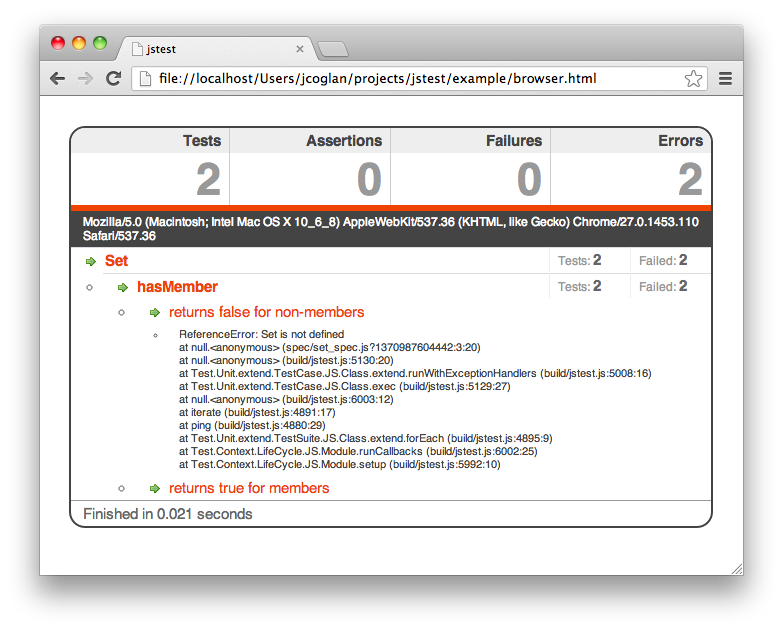 jstest
file://localhost/Users/jcoglan/projects/jstest/example/browser.html
Tests Assertions Failures Errors
2 0 0 2
Mozilla/5.0 (Macintosh; Intel Mac OS X 10_6_8) AppleWebKit/537.36 (KHTML, like Gecko) Chrome/27.0.1453.110
Safari/537.36
Set Tests: 2 Failed: 2
hasMember Tests: 2 Failed: 2
returns false for non-members
ReferenceError: Set is not defined
at null.<anonymous> (spec/set_spec.js?1370987604442:3:20)
at null.<anonymous> (build/jstest.js:5130:20)
at Test.Unit.extend.TestCase.JS.Class.extend.runWithExceptionHandlers (build/jstest.js:5008:16)
at Test.Unit.extend.TestCase.JS.Class.exec (build/jstest.js:5129:27)
at null.<anonymous> (build/jstest.js:6003:12)
at iterate (build/jstest.js:4891:17)
at ping (build/jstest.js:4880:29)
at Test.Unit.extend.TestSuite.JS.Class.extend.forEach (build/jstest.js:4895:9)
at Test.Context.LifeCycle.JS.Module.runCallbacks (build/jstest.js:6002:25)
at Test.Context.LifeCycle.JS.Module.setup (build/jstest.js:5992:10)
returns true for members
Finished in 0.021 seconds